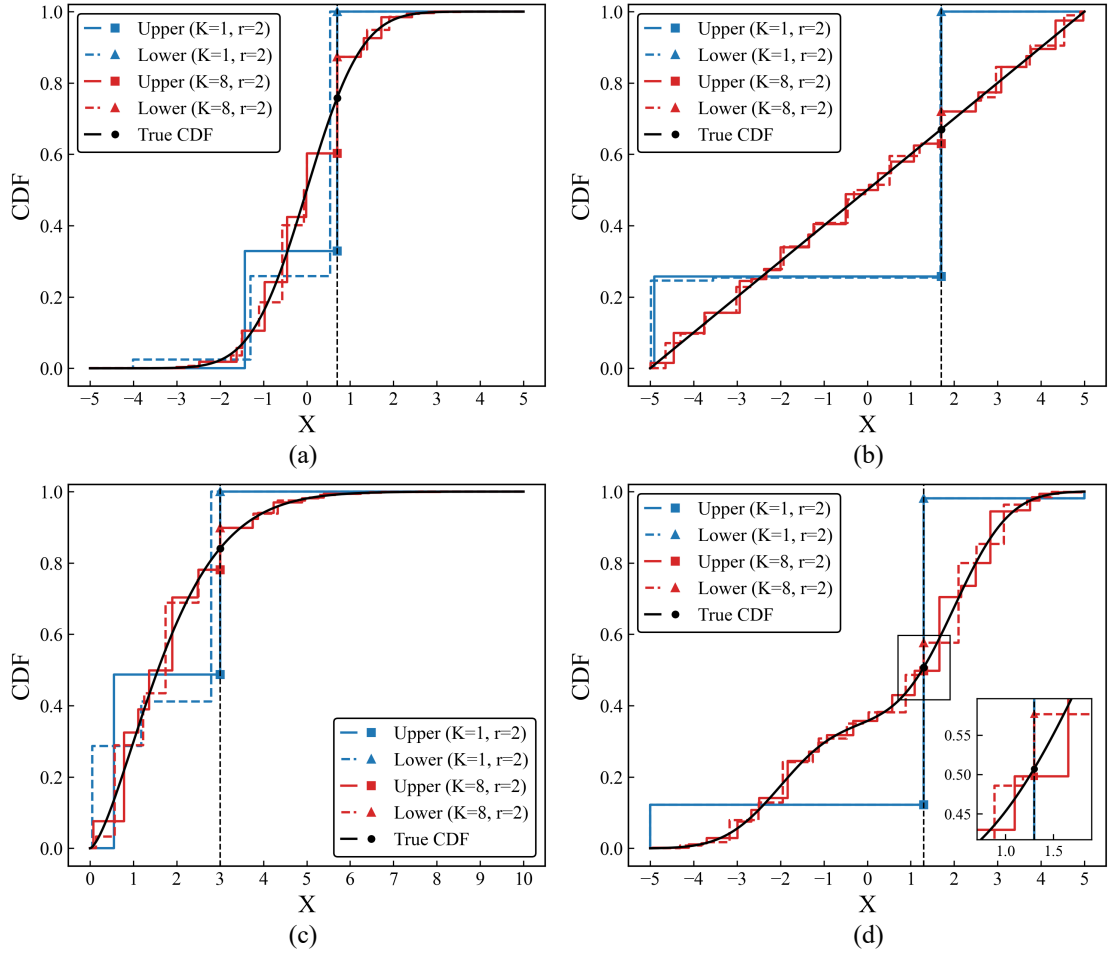 1.0
0.8
0.6
0.4
0.2
0.0
CDF
Upper (K=1, r=2)
Lower (K=1, r=2)
Upper (K=8, r=2)
Lower (K=8, r=2)
True CDF
−5 −4 −3 −2 −1 0 1 2 3 4 5
X
(a)
1.0
0.8
0.6
0.4
0.2
0.0
CDF
Upper (K=1, r=2)
Lower (K=1, r=2)
Upper (K=8, r=2)
Lower (K=8, r=2)
True CDF
−5 −4 −3 −2 −1 0 1 2 3 4 5
X
(b)
1.0
0.8
0.6
0.4
0.2
0.0
CDF
Upper (K=1, r=2)
Lower (K=1, r=2)
Upper (K=8, r=2)
Lower (K=8, r=2)
True CDF
0 1 2 3 4 5 6 7 8 9 10
X
(c)
1.0
0.8
0.6
0.4
0.2
0.0
CDF
Upper (K=1, r=2)
Lower (K=1, r=2)
Upper (K=8, r=2)
Lower (K=8, r=2)
True CDF
0.55
0.50
0.45
1.0 1.5
−5 −4 −3 −2 −1 0 1 2 3 4 5
X
(d)